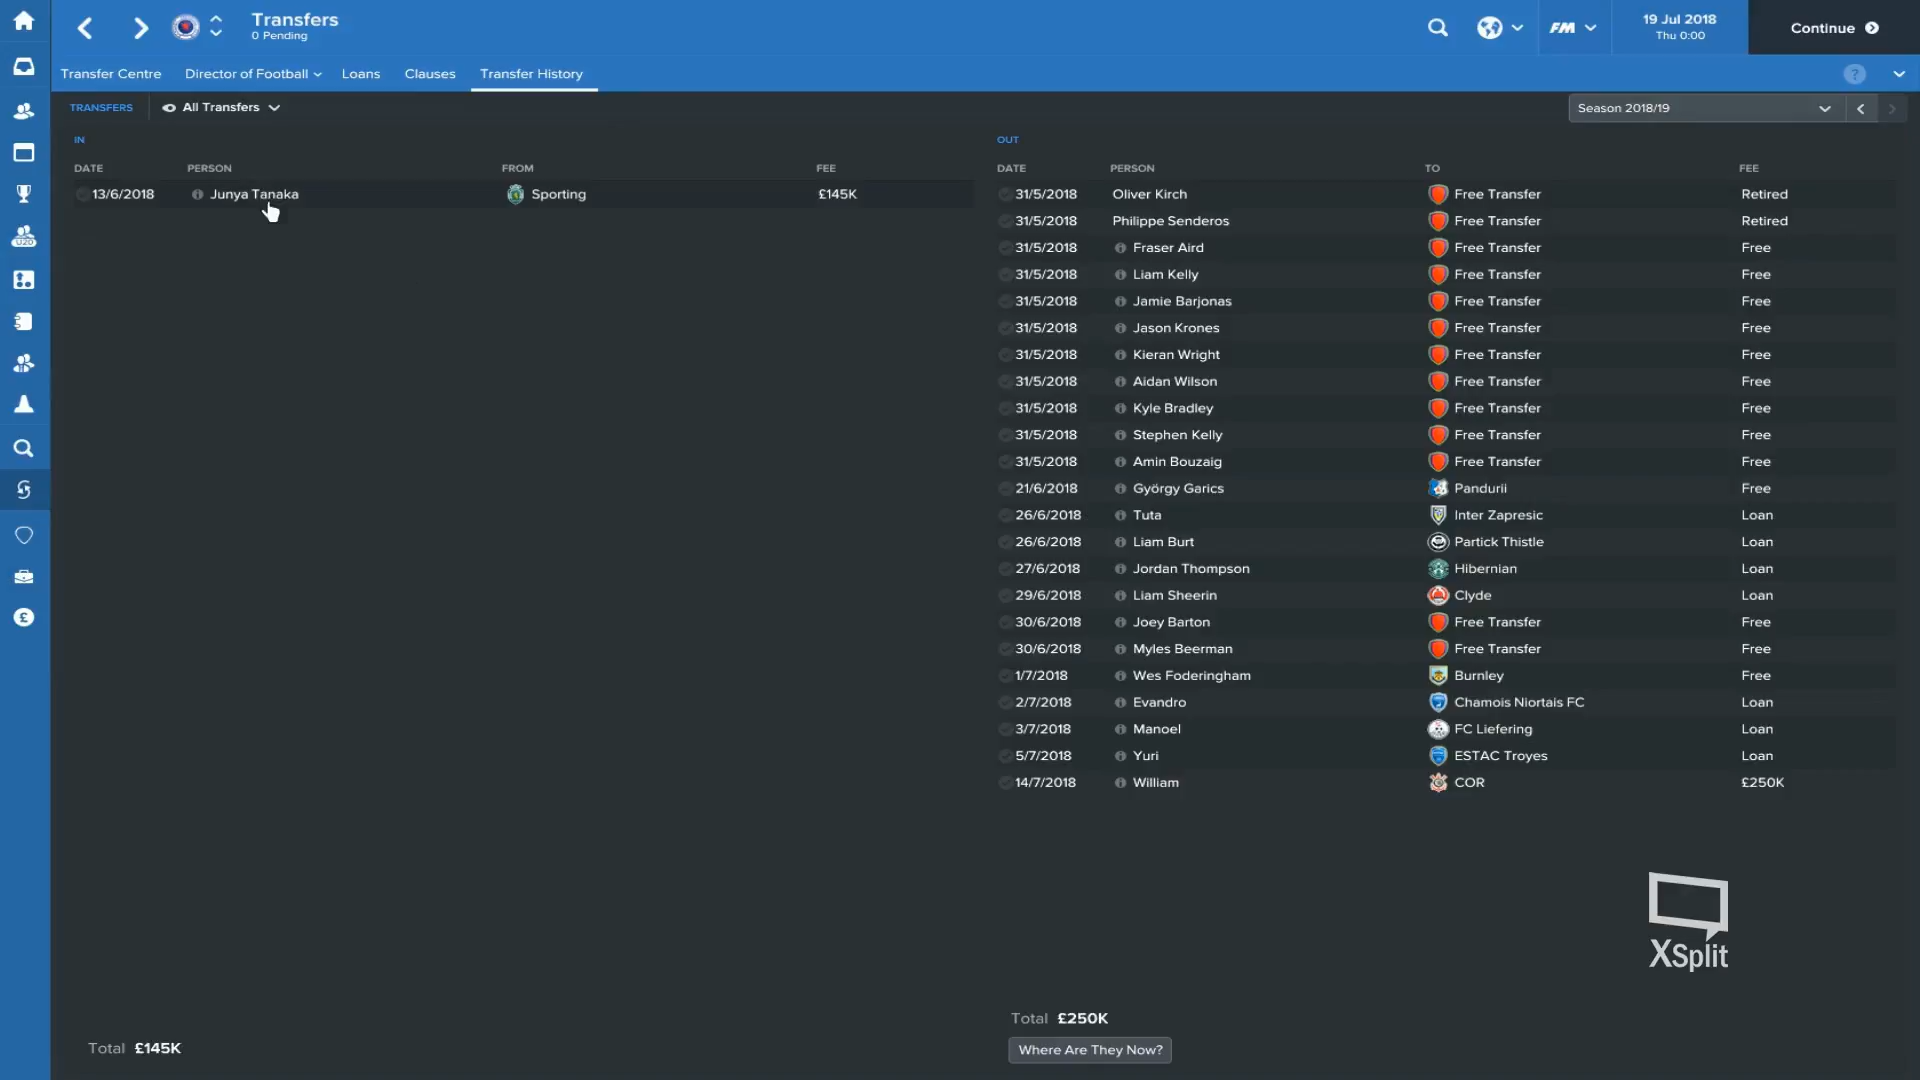 Transfers
0 Pending
FM
19 Jul 2018
Thu 0:00
Continue
Transfer Centre Director of Football Loans Clauses Transfer History
?
TRANSFERS All Transfers Season 2018/19
U20
£
IN
DATE PERSON FROM FEE
13/6/2018 Junya Tanaka Sporting £145K
Total £145K
OUT
DATE PERSON TO FEE
31/5/2018 Oliver Kirch Free Transfer Retired
31/5/2018 Philippe Senderos Free Transfer Retired
31/5/2018 Fraser Aird Free Transfer Free
31/5/2018 Liam Kelly Free Transfer Free
31/5/2018 Jamie Barjonas Free Transfer Free
31/5/2018 Jason Krones Free Transfer Free
31/5/2018 Kieran Wright Free Transfer Free
31/5/2018 Aidan Wilson Free Transfer Free
31/5/2018 Kyle Bradley Free Transfer Free
31/5/2018 Stephen Kelly Free Transfer Free
31/5/2018 Amin Bouzaig Free Transfer Free
21/6/2018 György Garics Pandurii Free
26/6/2018 Tuta Inter Zapresic Loan
26/6/2018 Liam Burt Partick Thistle Loan
27/6/2018 Jordan Thompson Hibernian Loan
29/6/2018 Liam Sheerin Clyde Loan
30/6/2018 Joey Barton Free Transfer Free
30/6/2018 Myles Beerman Free Transfer Free
1/7/2018 Wes Foderingham Burnley Free
2/7/2018 Evandro Chamois Niortais FC Loan
3/7/2018 Manoel FC Liefering Loan
5/7/2018 Yuri ESTAC Troyes Loan
14/7/2018 William COR £250K
XSplit
Total £250K
Where Are They Now?